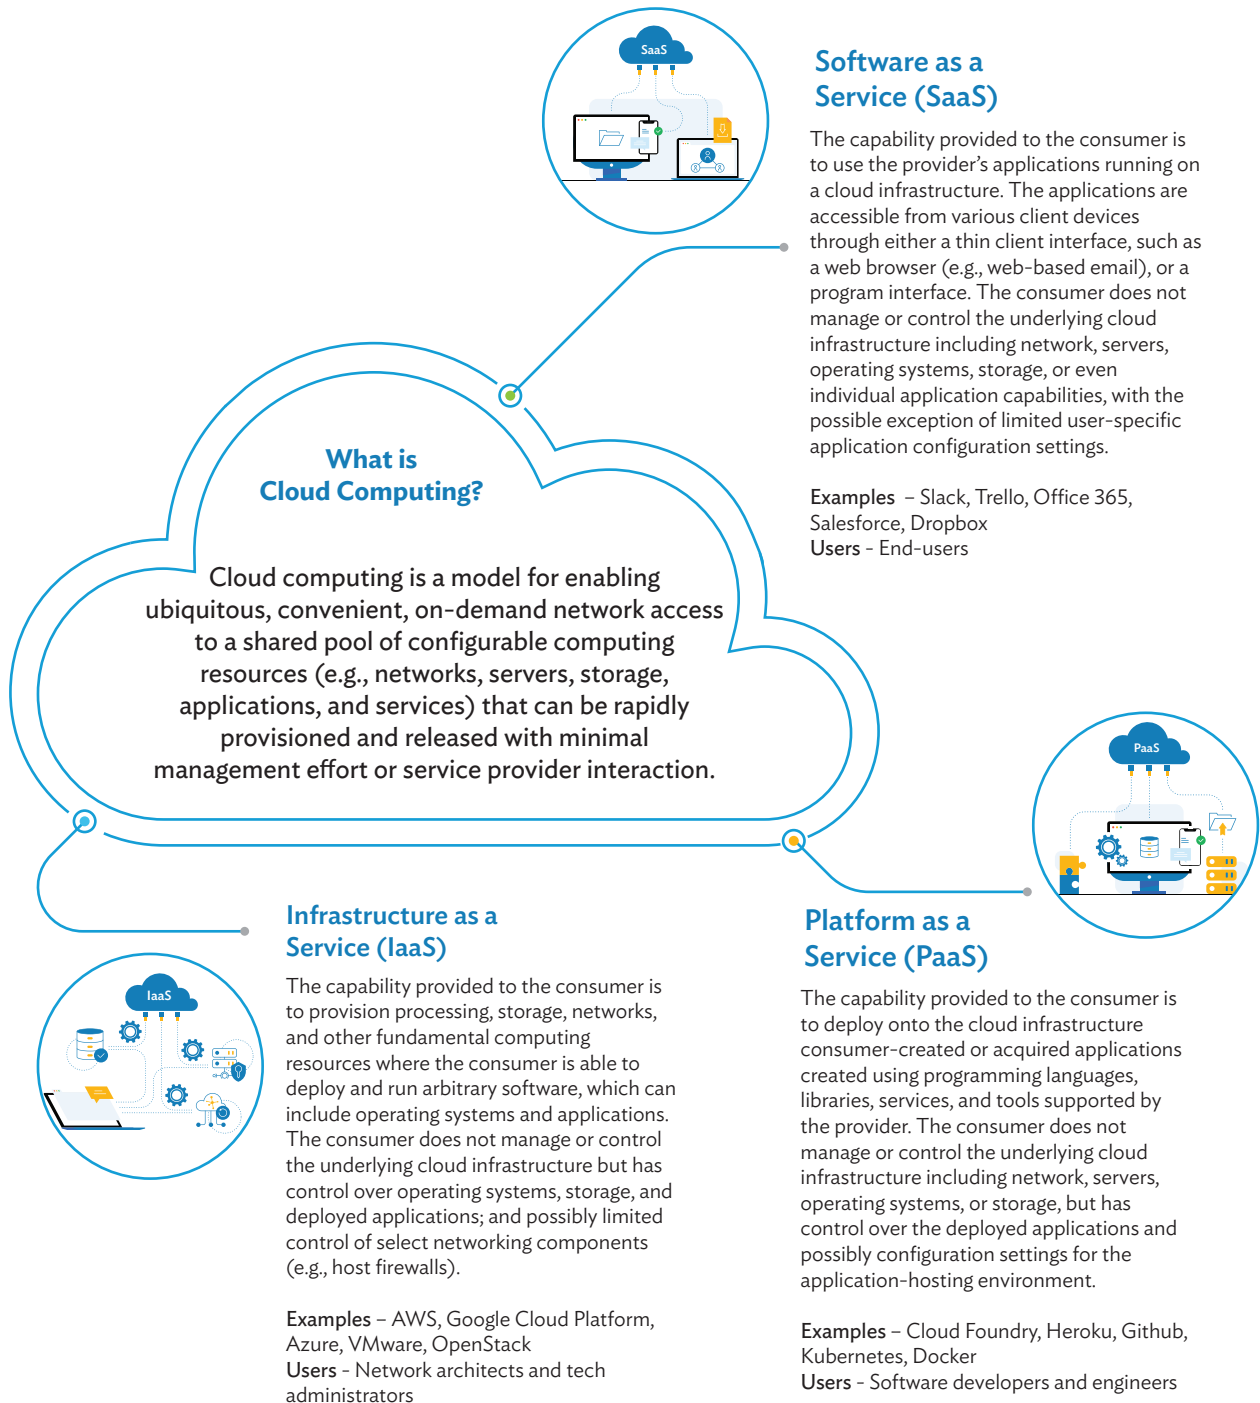 SaaS
Software as a
Service (SaaS)
The capability provided to the consumer is
to use the provider’s applications running on
a cloud infrastructure. The applications are
accessible from various client devices
through either a thin client interface, such as
a web browser (e.g., web-based email), or a
program interface. The consumer does not
manage or control the underlying cloud
infrastructure including network, servers,
operating systems, storage, or even
individual application capabilities, with the
possible exception of limited user-specific
application configuration settings.
Examples – Slack, Trello, Office 365,
Salesforce, Dropbox
Users - End-users
What is
Cloud Computing?
Cloud computing is a model for enabling
ubiquitous, convenient, on-demand network access
to a shared pool of configurable computing
resources (e.g., networks, servers, storage,
applications, and services) that can be rapidly
provisioned and released with minimal
management effort or service provider interaction.
IaaS
Infrastructure as a
Service (IaaS)
The capability provided to the consumer is
to provision processing, storage, networks,
and other fundamental computing
resources where the consumer is able to
deploy and run arbitrary software, which can
include operating systems and applications.
The consumer does not manage or control
the underlying cloud infrastructure but has
control over operating systems, storage, and
deployed applications; and possibly limited
control of select networking components
(e.g., host firewalls).
Examples – AWS, Google Cloud Platform,
Azure, VMware, OpenStack
Users - Network architects and tech
administrators
PaaS
Platform as a
Service (PaaS)
The capability provided to the consumer is
to deploy onto the cloud infrastructure
consumer-created or acquired applications
created using programming languages,
libraries, services, and tools supported by
the provider. The consumer does not
manage or control the underlying cloud
infrastructure including network, servers,
operating systems, or storage, but has
control over the deployed applications and
possibly configuration settings for the
application-hosting environment.
Examples – Cloud Foundry, Heroku, Github,
Kubernetes, Docker
Users - Software developers and engineers